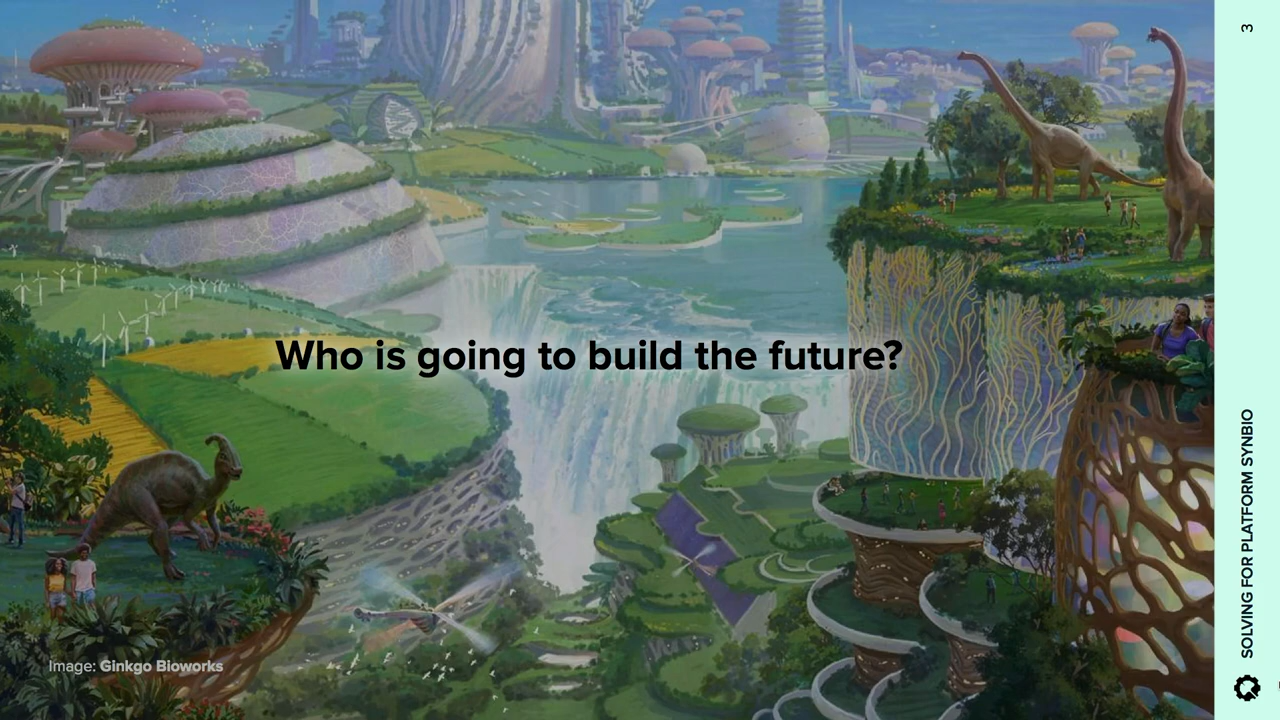 Who is going to build the future?
Image: Ginkgo Bioworks
3
SOLVING FOR PLATFORM SYNBIO